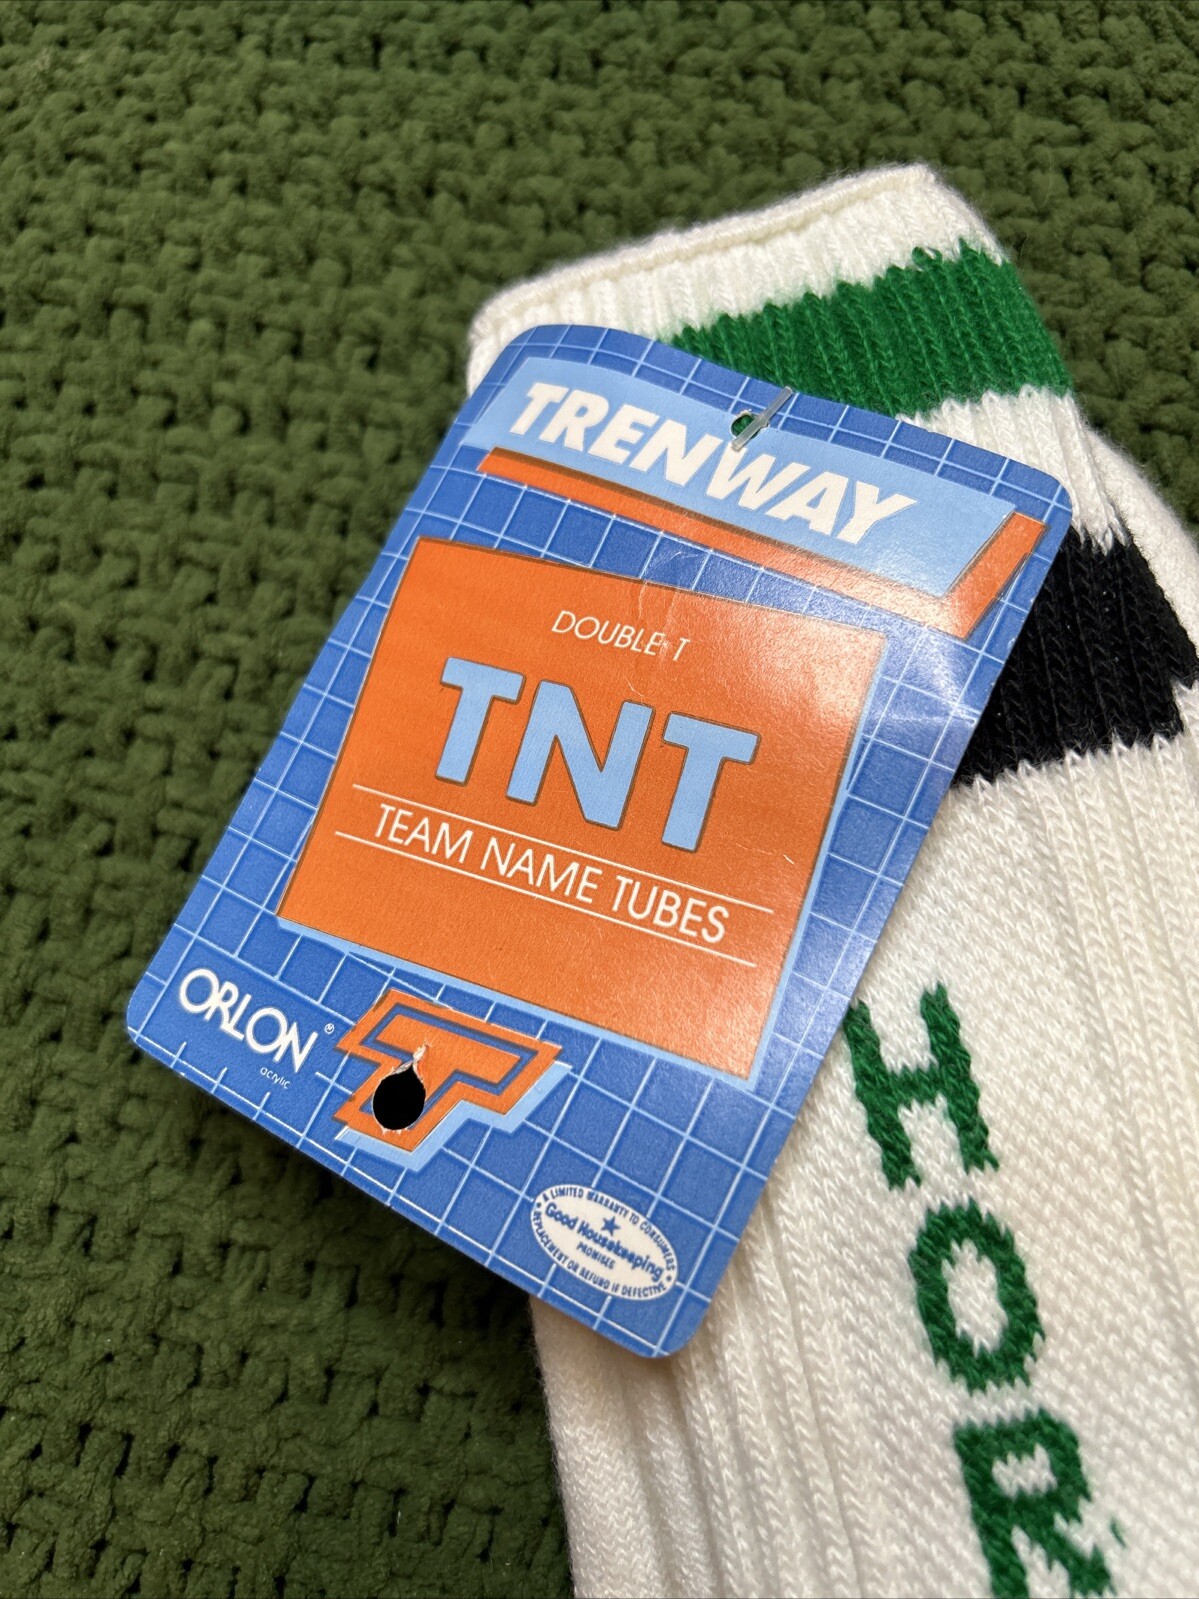 TRENWAY
DOUBLE-T
TNT
TEAM NAME TUBES
ORLON®
acrylic
T
A LIMITED WARRANTY TO CONSUMERS
Good Housekeeping
PROMISES
REPLACEMENT OR REFUND IF DEFECTIVE
HOR